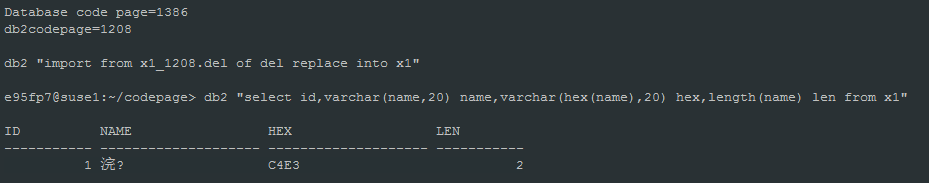 Database code page=1386
db2codepage=1208
db2 "import from x1_1208.del of del replace into x1"
e95fp7@suse1:~/codepage> db2 "select id,varchar(name,20) name,varchar(hex(name),20) hex,length(name) len from x1"
ID NAME HEX LEN
----------- -------------------- -------------------- -----------
1 浣? C4E3 2